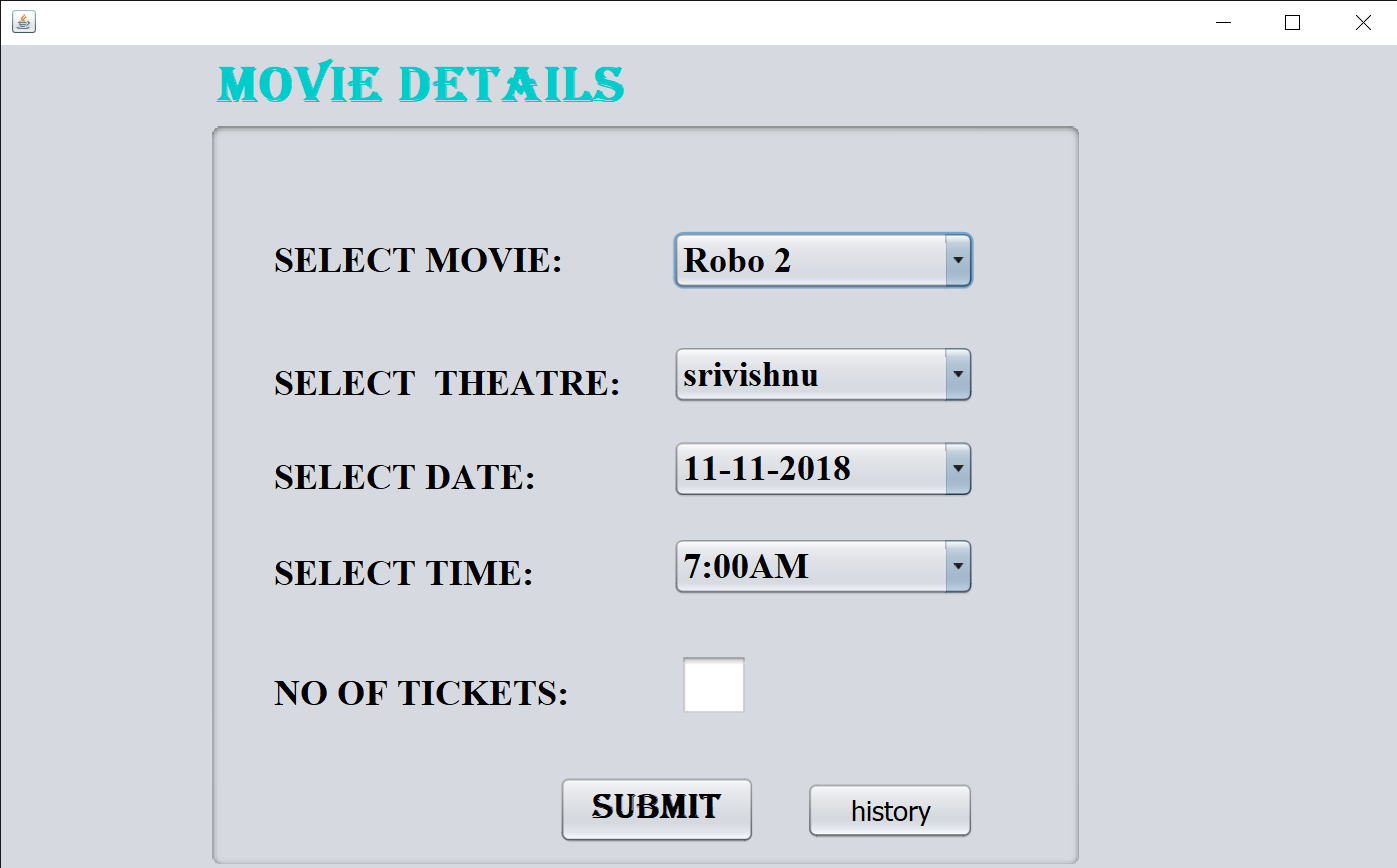 MOVIE DETAILS
SELECT MOVIE: Robo 2
SELECT THEATRE: srivishnu
SELECT DATE: 11-11-2018
SELECT TIME: 7:00AM
NO OF TICKETS:
SUBMIT history